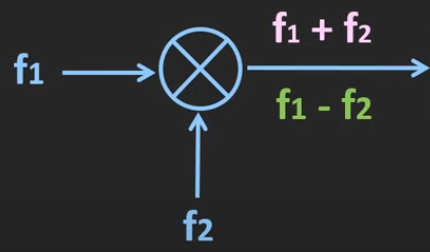 f₁ + f₂
f₁
f₁ - f₂
f₂